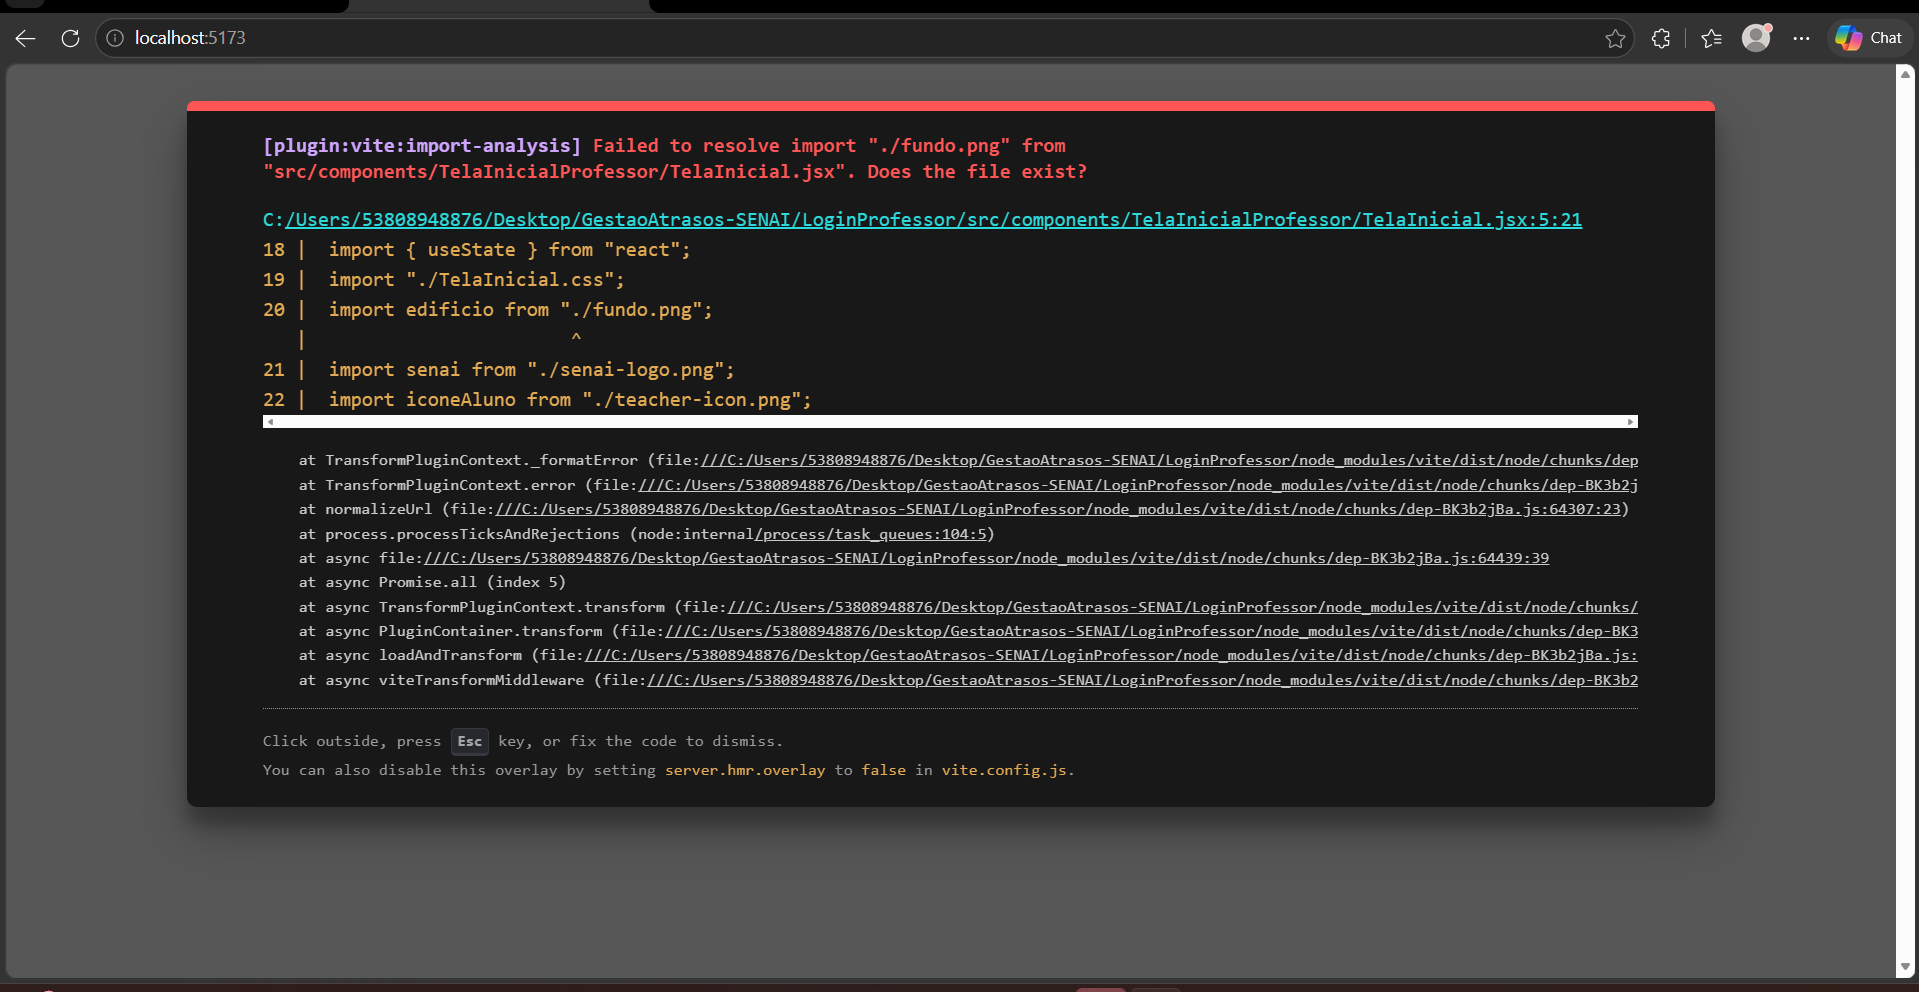 localhost:5173
Chat
[plugin:vite:import-analysis] Failed to resolve import "./fundo.png" from
"src/components/TelaInicialProfessor/TelaInicial.jsx". Does the file exist?
C:/Users/53808948876/Desktop/GestaoAtrasos-SENAI/LoginProfessor/src/components/TelaInicialProfessor/TelaInicial.jsx:5:21
18 |  import { useState } from "react";
19 |  import "./TelaInicial.css";
20 |  import edificio from "./fundo.png";
   |                        ^
21 |  import senai from "./senai-logo.png";
22 |  import iconeAluno from "./teacher-icon.png";
at TransformPluginContext._formatError (file:///C:/Users/53808948876/Desktop/GestaoAtrasos-SENAI/LoginProfessor/node_modules/vite/dist/node/chunks/dep
at TransformPluginContext.error (file:///C:/Users/53808948876/Desktop/GestaoAtrasos-SENAI/LoginProfessor/node_modules/vite/dist/node/chunks/dep-BK3b2j
at normalizeUrl (file:///C:/Users/53808948876/Desktop/GestaoAtrasos-SENAI/LoginProfessor/node_modules/vite/dist/node/chunks/dep-BK3b2jBa.js:64307:23)
at process.processTicksAndRejections (node:internal/process/task_queues:104:5)
at async file:///C:/Users/53808948876/Desktop/GestaoAtrasos-SENAI/LoginProfessor/node_modules/vite/dist/node/chunks/dep-BK3b2jBa.js:64439:39
at async Promise.all (index 5)
at async TransformPluginContext.transform (file:///C:/Users/53808948876/Desktop/GestaoAtrasos-SENAI/LoginProfessor/node_modules/vite/dist/node/chunks/
at async PluginContainer.transform (file:///C:/Users/53808948876/Desktop/GestaoAtrasos-SENAI/LoginProfessor/node_modules/vite/dist/node/chunks/dep-BK3
at async loadAndTransform (file:///C:/Users/53808948876/Desktop/GestaoAtrasos-SENAI/LoginProfessor/node_modules/vite/dist/node/chunks/dep-BK3b2jBa.js:
at async viteTransformMiddleware (file:///C:/Users/53808948876/Desktop/GestaoAtrasos-SENAI/LoginProfessor/node_modules/vite/dist/node/chunks/dep-BK3b2
Click outside, press Esc key, or fix the code to dismiss.
You can also disable this overlay by setting server.hmr.overlay to false in vite.config.js.